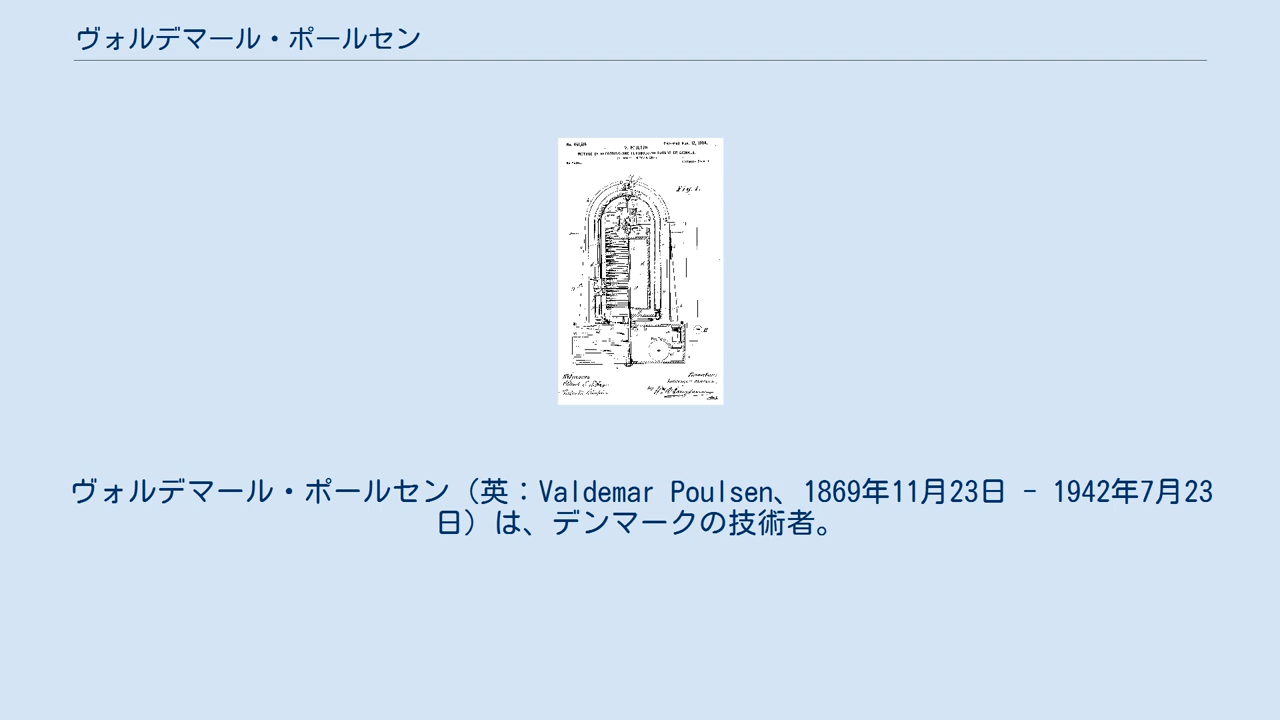 ヴォルデマール・ポールセン
Fig. 1.
ヴォルデマール・ポールセン（英：Valdemar Poulsen、1869年11月23日 - 1942年7月23
日）は、デンマークの技術者。